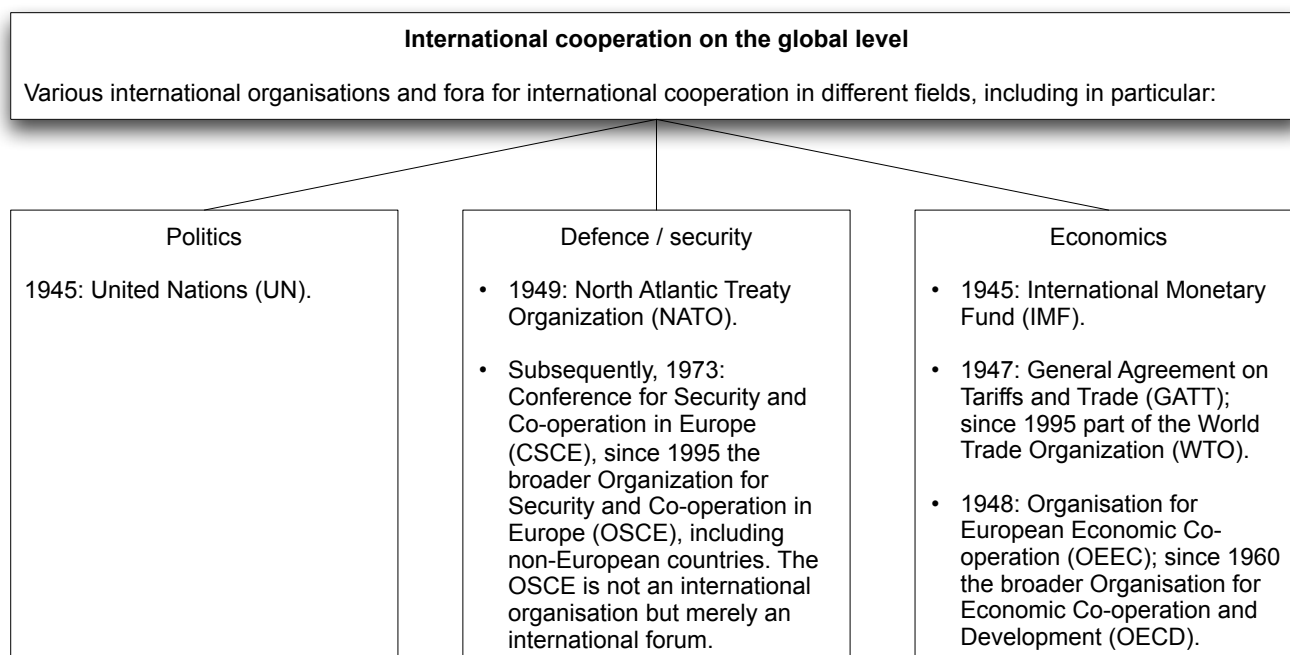 International cooperation on the global level
Various international organisations and fora for international cooperation in different fields, including in particular:
Politics
1945: United Nations (UN).
Defence / security
• 1949: North Atlantic Treaty
Organization (NATO).
• Subsequently, 1973:
Conference for Security and
Co-operation in Europe
(CSCE), since 1995 the
broader Organization for
Security and Co-operation in
Europe (OSCE), including
non-European countries. The
OSCE is not an international
organisation but merely an
international forum.
Economics
• 1945: International Monetary
Fund (IMF).
• 1947: General Agreement on
Tariffs and Trade (GATT);
since 1995 part of the World
Trade Organization (WTO).
• 1948: Organisation for
European Economic Co-
operation (OEEC); since 1960
the broader Organisation for
Economic Co-operation and
Development (OECD).